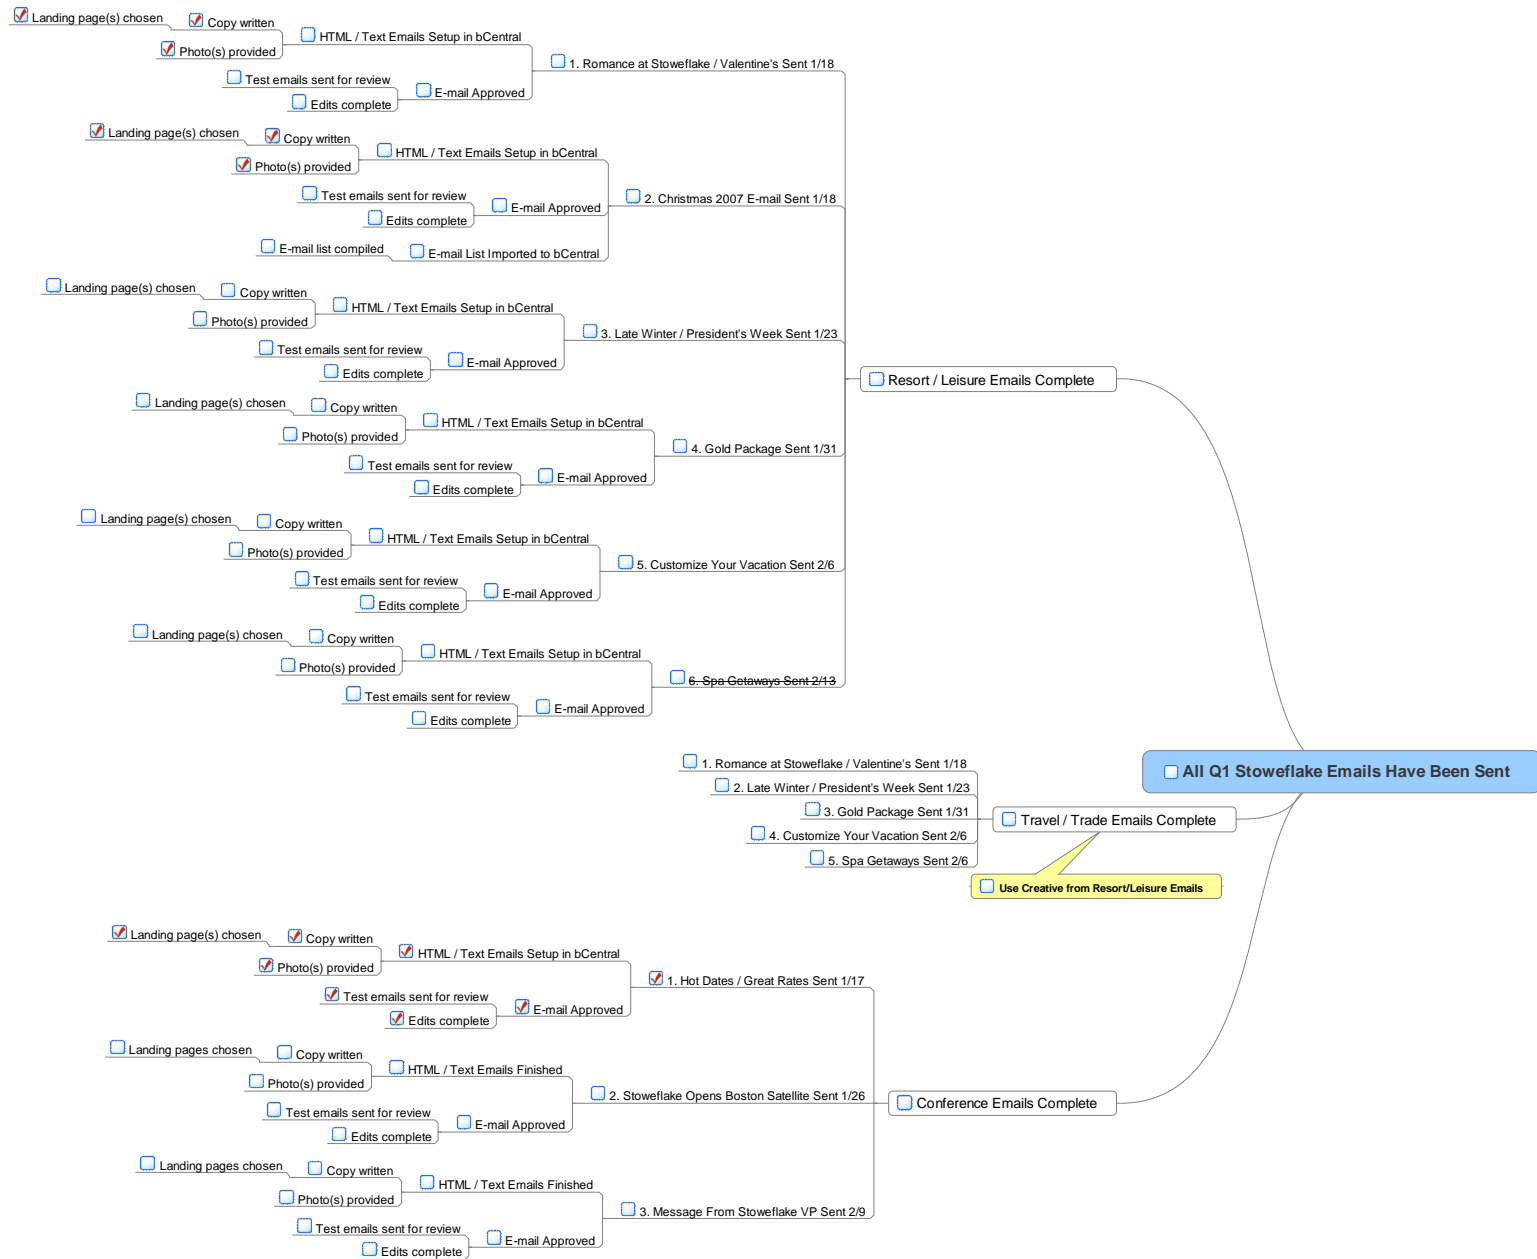 Landing page(s) chosen
Copy written
Photo(s) provided
HTML / Text Emails Setup in bCentral
Test emails sent for review
Edits complete
E-mail Approved
1. Romance at Stoweflake / Valentine's Sent 1/18
Landing page(s) chosen
Copy written
Photo(s) provided
HTML / Text Emails Setup in bCentral
Test emails sent for review
Edits complete
E-mail Approved
E-mail list compiled
E-mail List Imported to bCentral
2. Christmas 2007 E-mail Sent 1/18
Landing page(s) chosen
Copy written
Photo(s) provided
HTML / Text Emails Setup in bCentral
Test emails sent for review
Edits complete
E-mail Approved
3. Late Winter / President's Week Sent 1/23
Landing page(s) chosen
Copy written
Photo(s) provided
HTML / Text Emails Setup in bCentral
Test emails sent for review
Edits complete
E-mail Approved
4. Gold Package Sent 1/31
Landing page(s) chosen
Copy written
Photo(s) provided
HTML / Text Emails Setup in bCentral
Test emails sent for review
Edits complete
E-mail Approved
5. Customize Your Vacation Sent 2/6
Landing page(s) chosen
Copy written
Photo(s) provided
HTML / Text Emails Setup in bCentral
Test emails sent for review
Edits complete
E-mail Approved
6. Spa Getaways Sent 2/13
Resort / Leisure Emails Complete
1. Romance at Stoweflake / Valentine's Sent 1/18
2. Late Winter / President's Week Sent 1/23
3. Gold Package Sent 1/31
4. Customize Your Vacation Sent 2/6
5. Spa Getaways Sent 2/6
Travel / Trade Emails Complete
Use Creative from Resort/Leisure Emails
All Q1 Stoweflake Emails Have Been Sent
Landing page(s) chosen
Copy written
Photo(s) provided
HTML / Text Emails Setup in bCentral
Test emails sent for review
Edits complete
E-mail Approved
1. Hot Dates / Great Rates Sent 1/17
Landing pages chosen
Copy written
Photo(s) provided
HTML / Text Emails Finished
Test emails sent for review
Edits complete
E-mail Approved
2. Stoweflake Opens Boston Satellite Sent 1/26
Landing pages chosen
Copy written
Photo(s) provided
HTML / Text Emails Finished
Test emails sent for review
Edits complete
E-mail Approved
3. Message From Stoweflake VP Sent 2/9
Conference Emails Complete